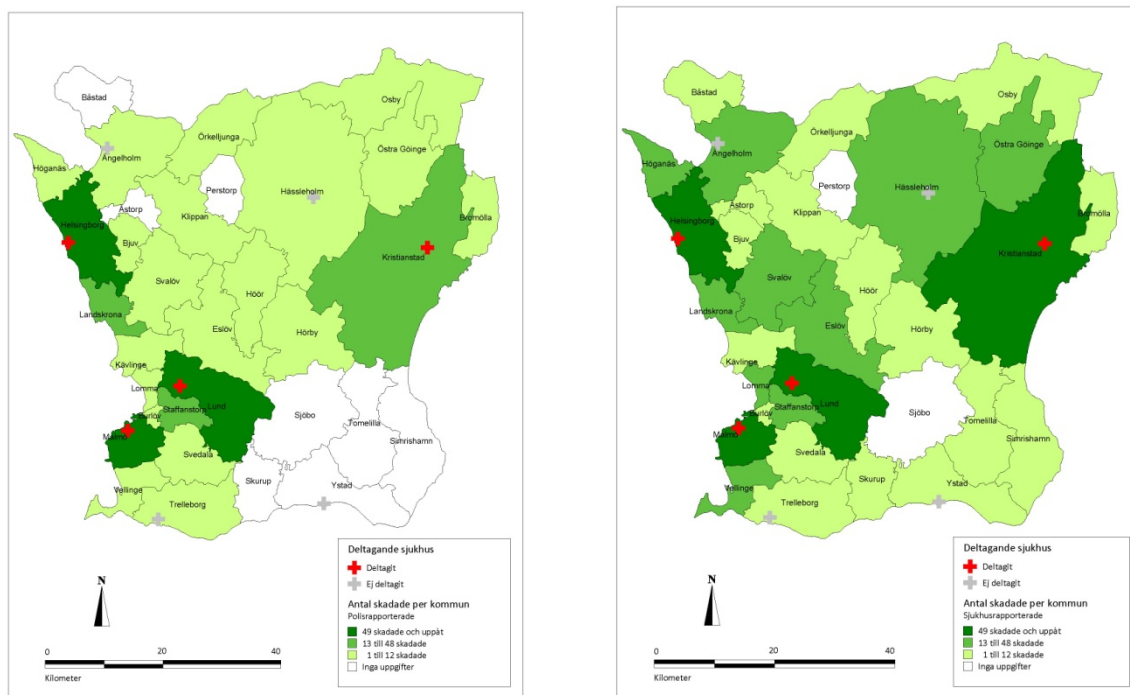 Båstad
Osby
Örkelljunga
Östra Göinge
Höganäs
Ängelholm
Perstorp
Hässleholm
Åstorp
Klippan
Bromölla
Helsingborg
Bjuv
Kristianstad
Svalöv
Höör
Landskrona
Eslöv
Hörby
Kävlinge
Lomma
Lund
Sjöbo
Burlöv
Staffanstorp
Tomelilla
Malmö
Simrishamn
Svedala
Skurup
Ystad
Vellinge
Trelleborg
Deltagande sjukhus
Deltagit
Ej deltagit
Antal skadade per kommun
Polisrapporterade
49 skadade och uppåt
13 till 48 skadade
1 till 12 skadade
Inga uppgifter
N
0 20 40
Kilometer
Båstad
Osby
Örkelljunga
Östra Göinge
Höganäs
Ängelholm
Perstorp
Hässleholm
Åstorp
Klippan
Bromölla
Helsingborg
Bjuv
Kristianstad
Svalöv
Höör
Landskrona
Eslöv
Hörby
Kävlinge
Lomma
Lund
Sjöbo
Burlöv
Staffanstorp
Tomelilla
Malmö
Simrishamn
Svedala
Skurup
Ystad
Vellinge
Trelleborg
Deltagande sjukhus
Deltagit
Ej deltagit
Antal skadade per kommun
Sjukhusrapporterade
49 skadade och uppåt
13 till 48 skadade
1 till 12 skadade
Inga uppgifter
N
0 20 40
Kilometer